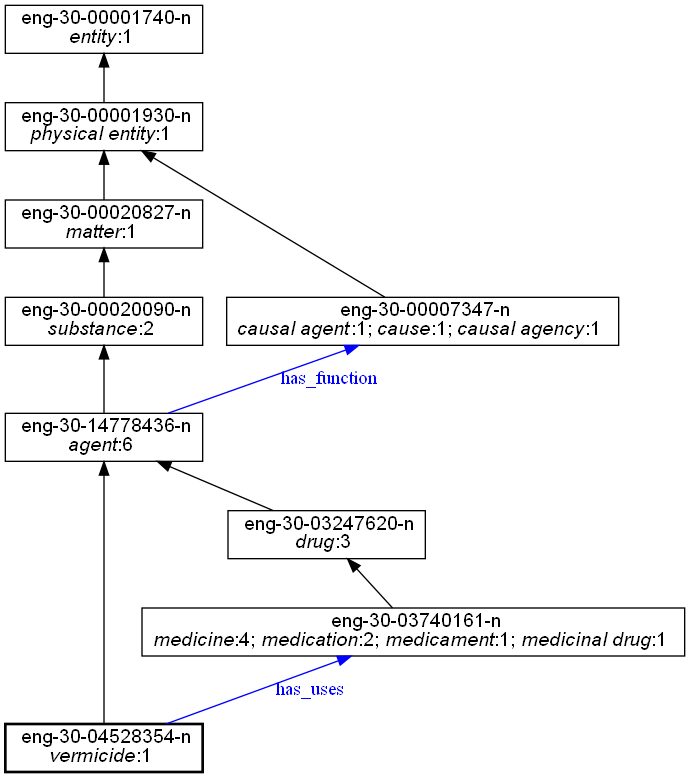 eng-30-00001740-n
entity:1
eng-30-00001930-n
physical entity:1
eng-30-00020827-n
matter:1
eng-30-00020090-n
substance:2
eng-30-00007347-n
causal agent:1; cause:1; causal agency:1
has_function
eng-30-14778436-n
agent:6
eng-30-03247620-n
drug:3
eng-30-03740161-n
medicine:4; medication:2; medicament:1; medicinal drug:1
has_uses
eng-30-04528354-n
vermicide:1